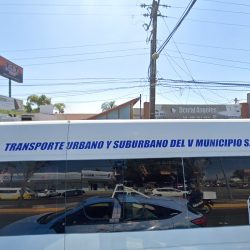 TRANSPORTE URBANO Y SUBURBANO DEL V MUNICIPIO S